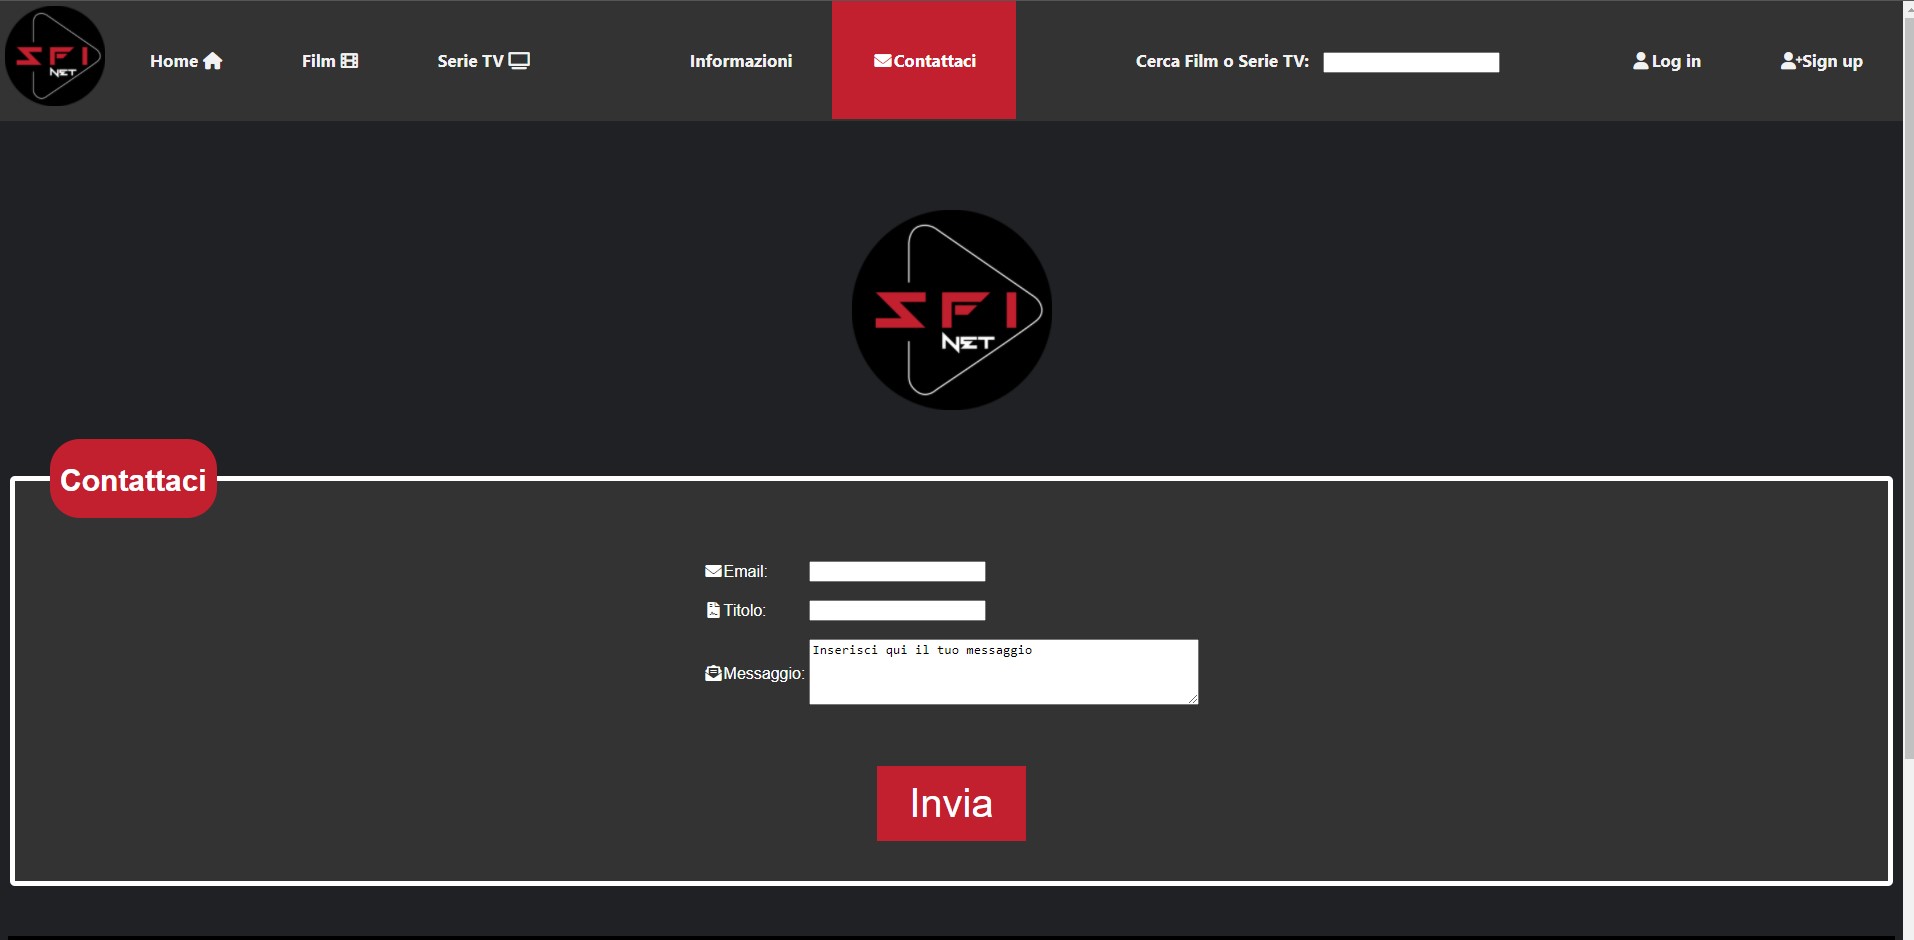 SFI
NET
Home
Film
Serie TV
Informazioni
Contattaci
Cerca Film o Serie TV:
Log in
Sign up
SFI
NET
Contattaci
Email:
Titolo:
Messaggio:
Inserisci qui il tuo messaggio
Invia